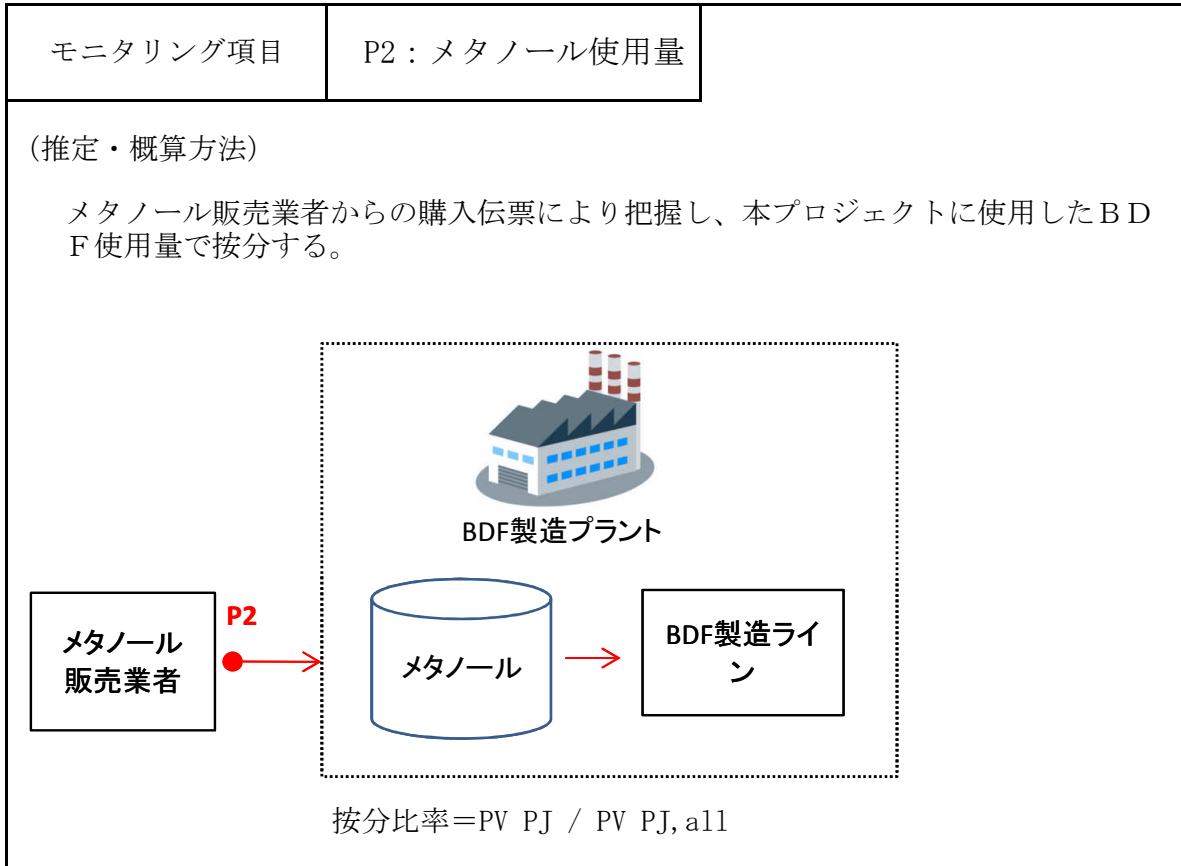 モニタリング項目
P2：メタノール使用量
（推定・概算方法）
メタノール販売業者からの購入伝票により把握し、本プロジェクトに使用したＢＤ
Ｆ使用量で按分する。
BDF製造プラント
P2
メタノール
販売業者
メタノール
BDF製造ライ
ン
按分比率＝PV PJ / PV PJ,all